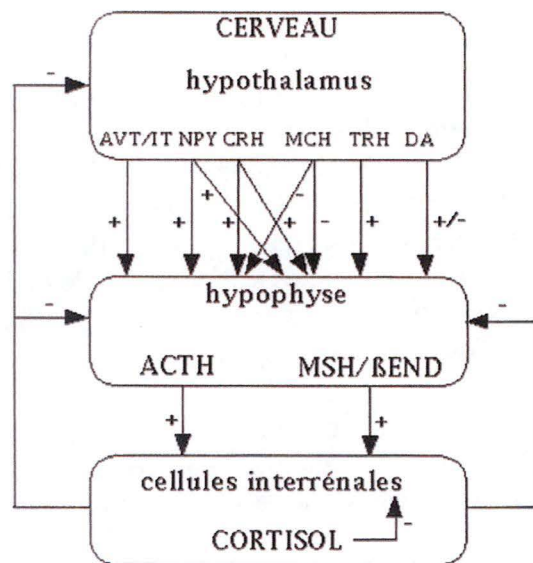 CERVEAU
hypothalamus
AVT/IT NPY CRH MCH TRH DA
-
+ -
+ + + + - + +/-
hypophyse
- -
ACTH MSH/ßEND
+ +
cellules interrénales
-
CORTISOL